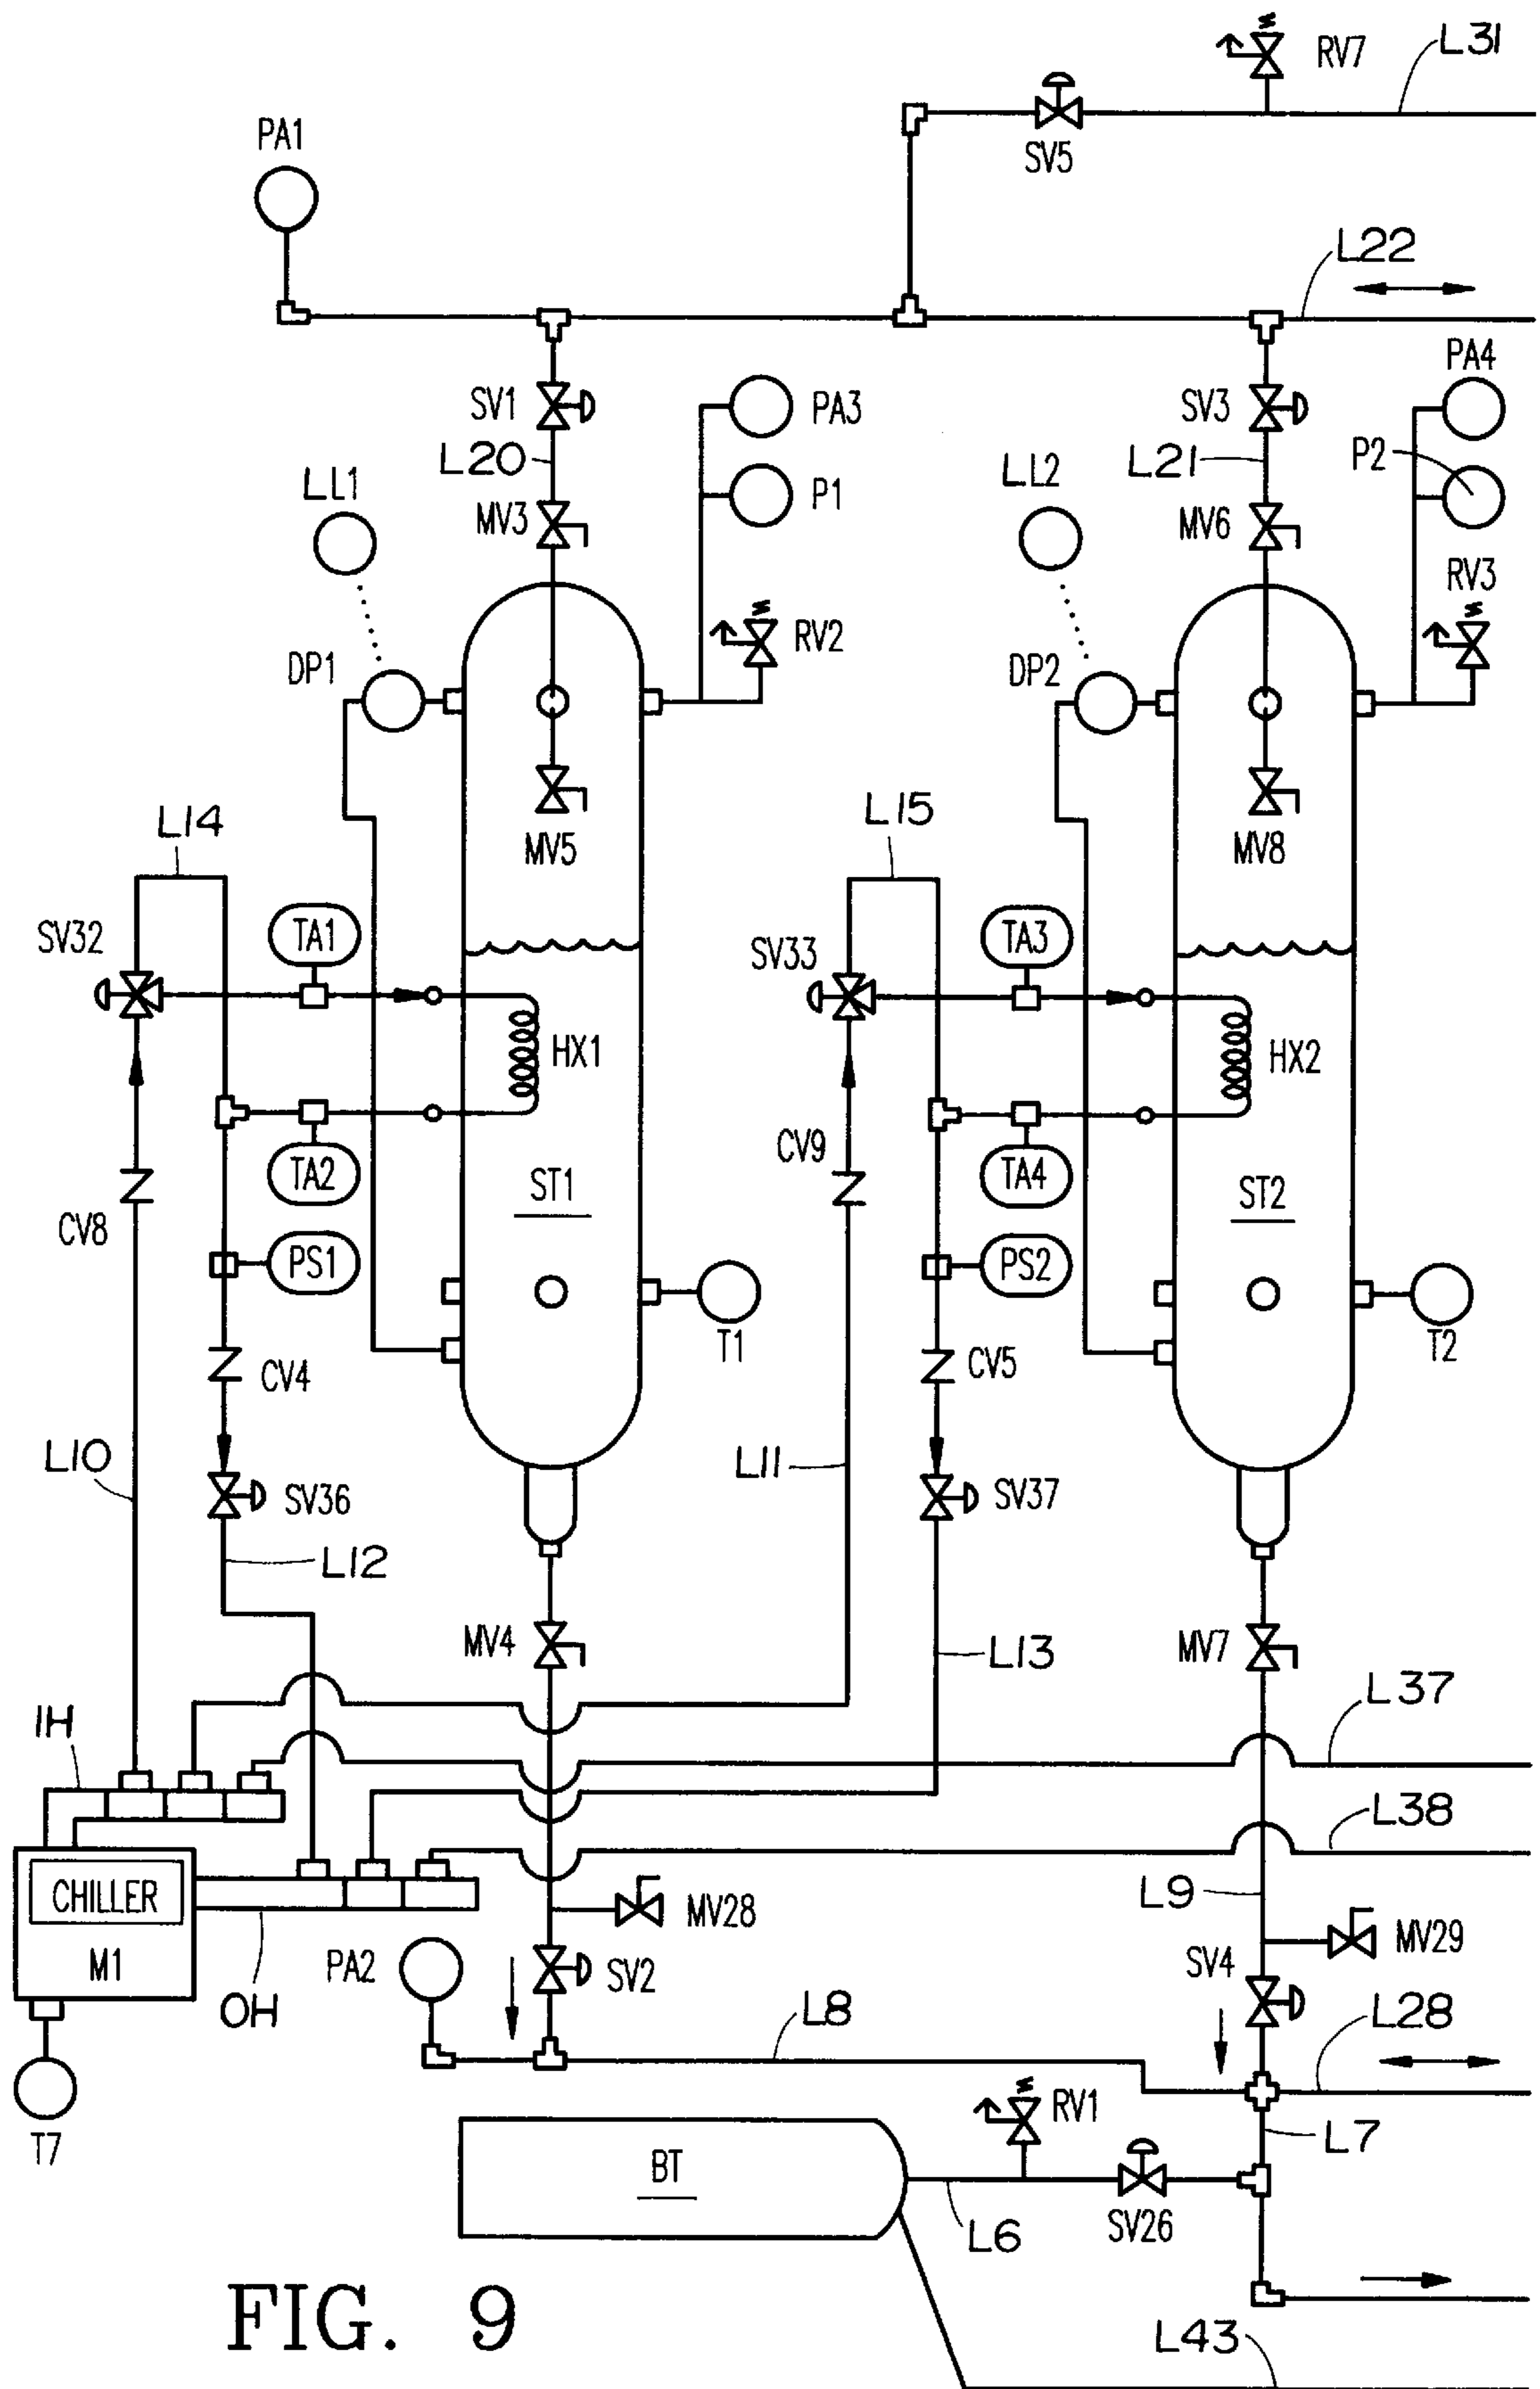 RV7
L31
SV5
PA1
L22
PA4
SV1
PA3
SV3
L20
P1
L21
P2
LL1
LL2
MV3
MV6
RV3
RV2
DP1
DP2
MV5
MV8
L14
L15
SV32
TA1
SV33
TA3
HX1
HX2
CV8
TA2
ST1
CV9
TA4
ST2
PS1
PS2
T1
T2
CV4
CV5
L10
L11
SV36
SV37
L12
MV4
L13
MV7
L37
IH
L38
CHILLER
M1
L9
MV28
MV29
PA2
SV2
SV4
OH
L8
L28
RV1
T7
BT
L7
L6
SV26
FIG. 9
L43